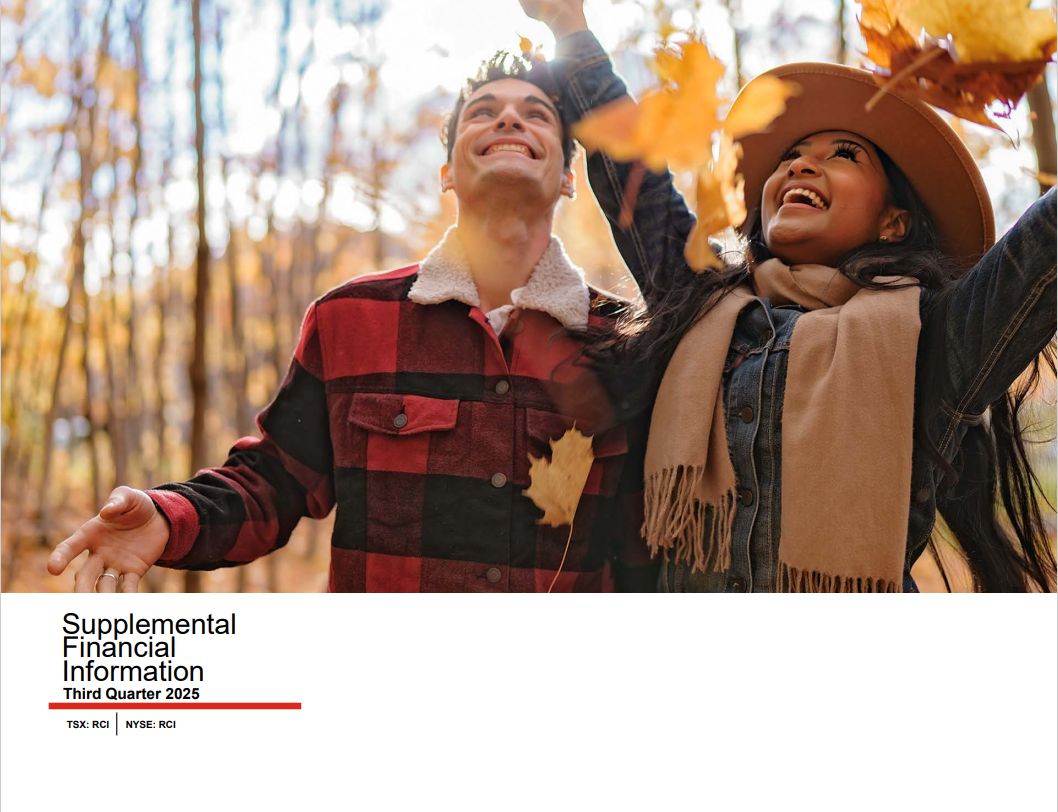 Supplemental
Financial
Information
Third Quarter 2025
TSX: RCI | NYSE: RCI